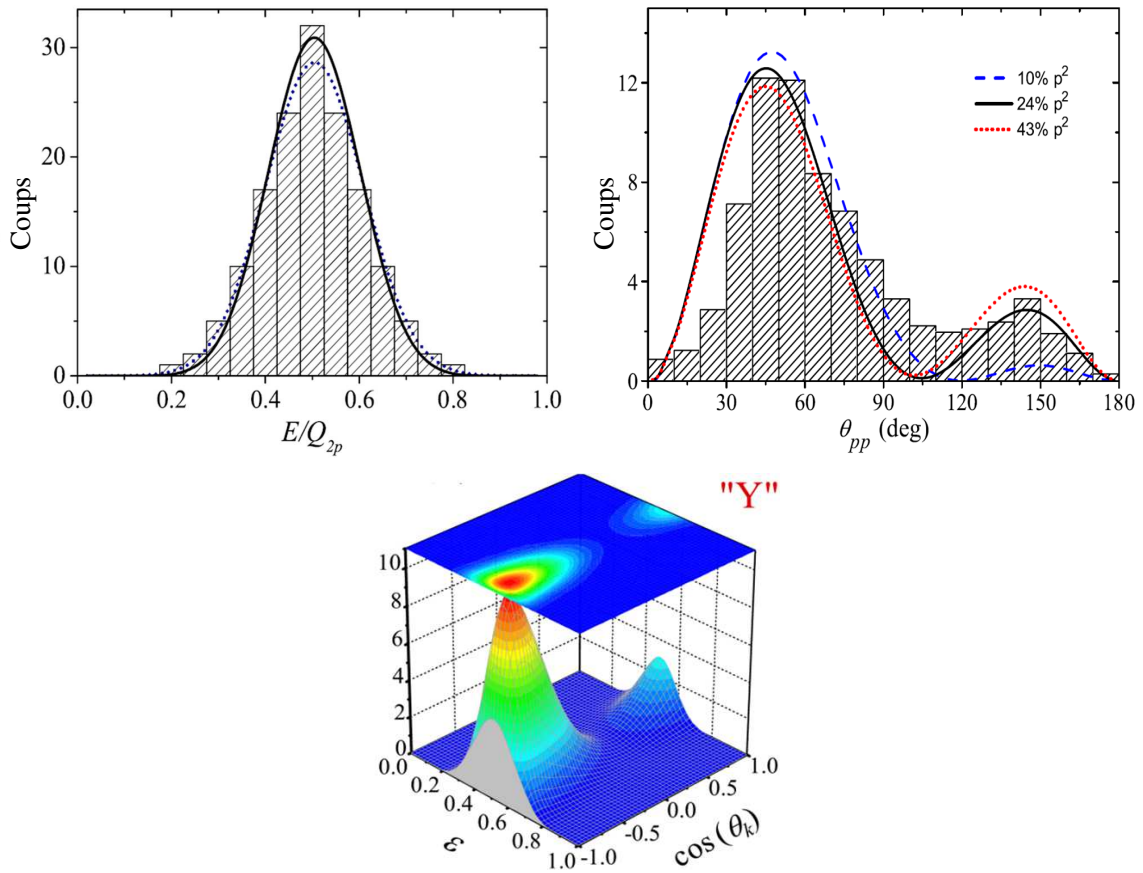 30
20
10
0
Coups
0.0 0.2 0.4 0.6 0.8 1.0
E/Q2p
12
8
4
0
Coups
10% p²
24% p²
43% p²
0 30 60 90 120 150 180
θpp (deg)
"Y"
10
8
6
4
2
0
0.0 0.2 0.4 0.6 0.8 1.0
ε
-1.0 -0.5 0.0 0.5 1.0
cos (θk)